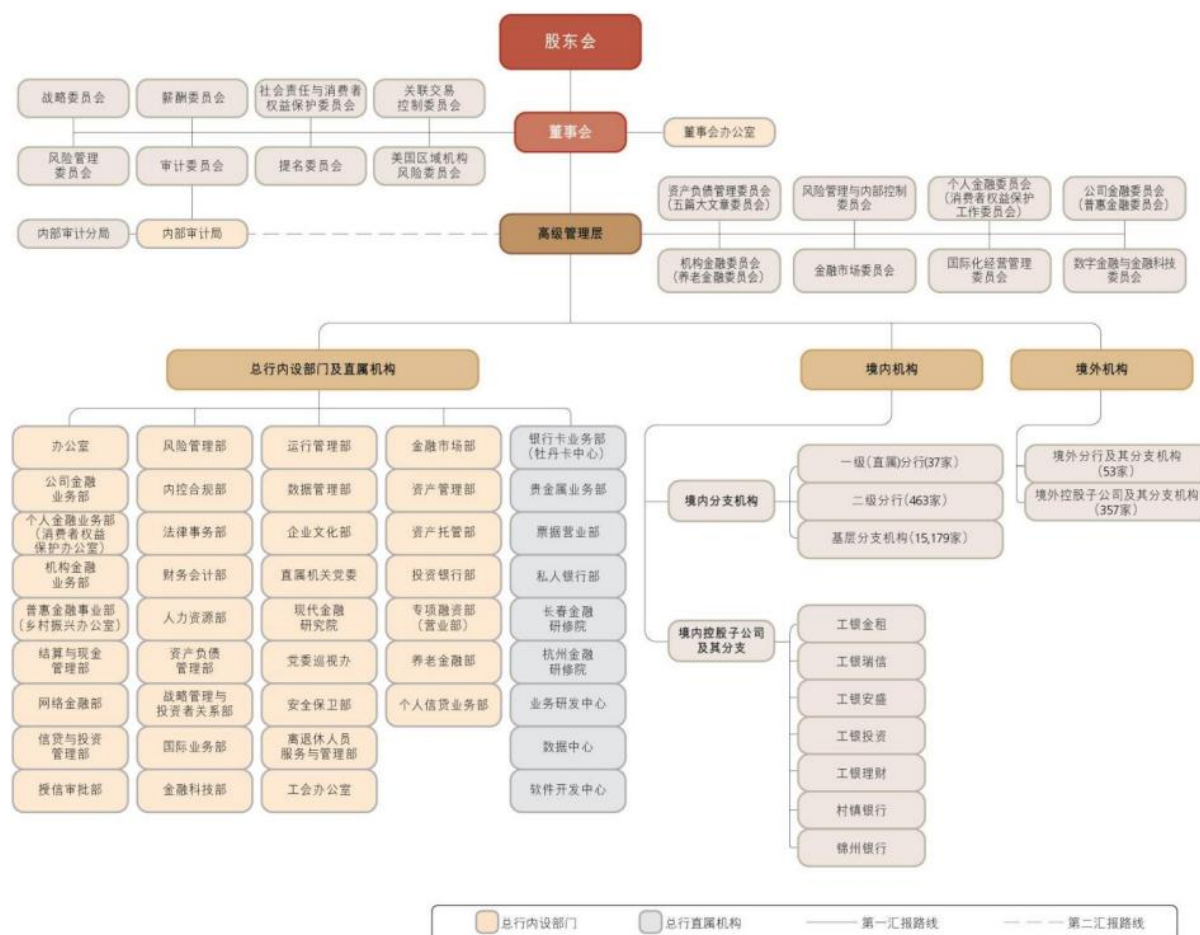 股东会
战略委员会
薪酬委员会
社会责任与消费者
权益保护委员会
关联交易
控制委员会
董事会
董事会办公室
风险管理
委员会
审计委员会
提名委员会
美国区域机构
风险委员会
资产负债管理委员会
(五篇大文章委员会)
风险管理与内部控制
委员会
个人金融委员会
(消费者权益保护
工作委员会)
公司金融委员会
(普惠金融委员会)
内部审计分局
内部审计局
高级管理层
机构金融委员会
(养老金融委员会)
金融市场委员会
国际化经营管理
委员会
数字金融与金融科技
委员会
总行内设部门及直属机构
境内机构
境外机构
办公室
公司金融
业务部
个人金融业务部
(消费者权益
保护办公室)
机构金融
业务部
普惠金融事业部
(乡村振兴办公室)
结算与现金
管理部
网络金融部
信贷与投资
管理部
授信审批部
风险管理部
内控合规部
法律事务部
财务会计部
人力资源部
资产负债
管理部
战略管理与
投资者关系部
国际业务部
金融科技部
运行管理部
数据管理部
企业文化部
直属机关党委
现代金融
研究院
党委巡视办
安全保卫部
离退休人员
服务与管理部
工会办公室
金融市场部
资产管理部
资产托管部
投资银行部
专项融资部
(营业部)
养老金融部
个人信贷业务部
银行卡业务部
(牡丹卡中心)
贵金属业务部
票据营业部
私人银行部
长春金融
研修院
杭州金融
研修院
业务研发中心
数据中心
软件开发中心
境内分支机构
一级(直属)分行(37家)
二级分行(463家)
基层分支机构(15,179家)
境内控股子公司
及其分支
工银金租
工银瑞信
工银安盛
工银投资
工银理财
村镇银行
锦州银行
境外分行及其分支机构
(53家)
境外控股子公司及其分支机构
(357家)
总行内设部门
总行直属机构
第一汇报路线
第二汇报路线